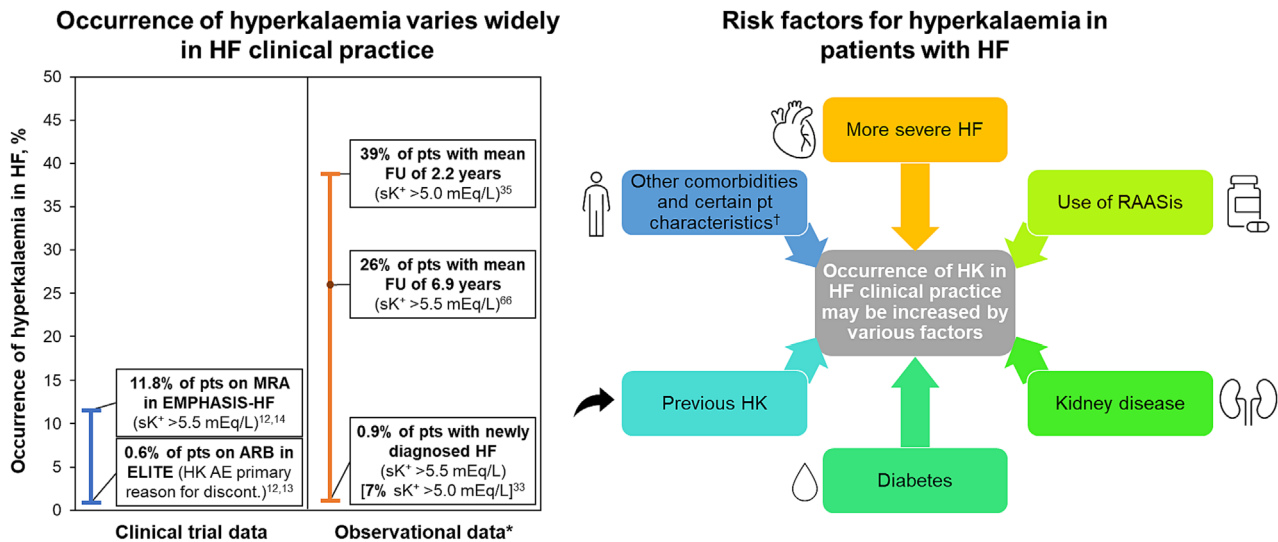 Occurrence of hyperkalaemia varies widely
in HF clinical practice
Occurrence of hyperkalaemia in HF, %
50
45
40
35
30
25
20
15
10
5
0
39% of pts with mean
FU of 2.2 years
(sK⁺ >5.0 mEq/L)³⁵
26% of pts with mean
FU of 6.9 years
(sK⁺ >5.5 mEq/L)⁶⁶
11.8% of pts on MRA
in EMPHASIS-HF
(sK⁺ >5.5 mEq/L)¹²,¹⁴
0.6% of pts on ARB in
ELITE (HK AE primary
reason for discont.)¹²,¹³
0.9% of pts with newly
diagnosed HF
(sK⁺ >5.5 mEq/L)
[7% sK⁺ >5.0 mEq/L]³³
Clinical trial data
Observational data*
Risk factors for hyperkalaemia in
patients with HF
More severe HF
Other comorbidities
and certain pt
characteristics†
Use of RAASis
Occurrence of HK in
HF clinical practice
may be increased by
various factors
Previous HK
Kidney disease
Diabetes